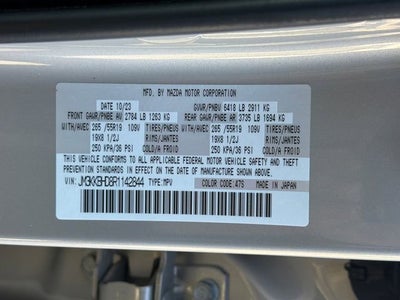 MFD BY MAZDA MOTOR CORPORATION
DATE 10/23 GVWR/PNBV 6418 LB 2911 KG
FRONT GAWR/PNBE AV 2784 LB 1263 KG REAR GAWR/PNBE AR 3735 LB 1694 KG
WITH/AVEC 265 /55R19 109V TIRES/PNEUS WITH/AVEC 265 /55R19 109V TIRES/PNEUS
19X8 1/2J RIMS/JANTES 19X8 1/2J RIMS/JANTES
250 KPA/36 PSI COLD/A FROID 250 KPA/36 PSI COLD/A FROID
THIS VEHICLE CONFORMS TO ALL APPLICABLE FEDERAL MOTOR VEHICLE SAFETY,
BUMPER, AND THEFT PREVENTION STANDARDS IN EFFECT ON THE DATE OF
MANUFACTURE SHOWN ABOVE.
VIN: JM3KKBHD8R1142844 TYPE:MPV COLOR CODE:47S MADE IN JAPAN